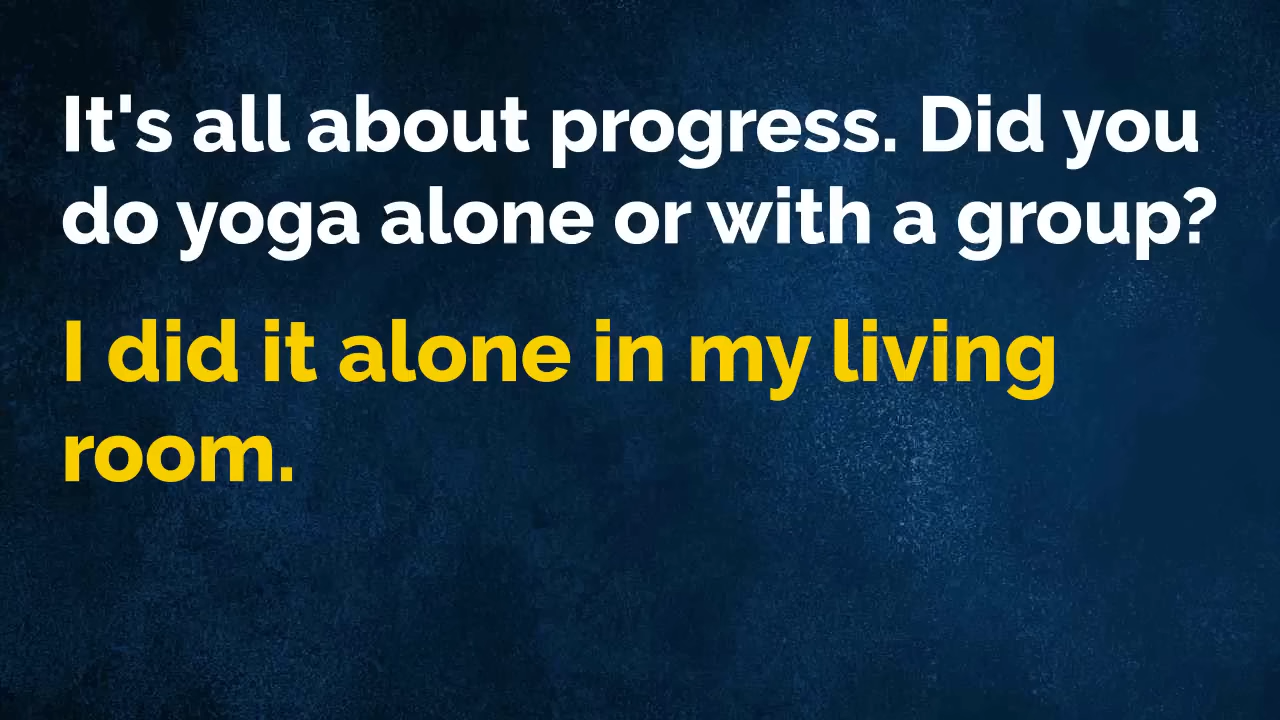 It's all about progress. Did you
do yoga alone or with a group?
I did it alone in my living
room.